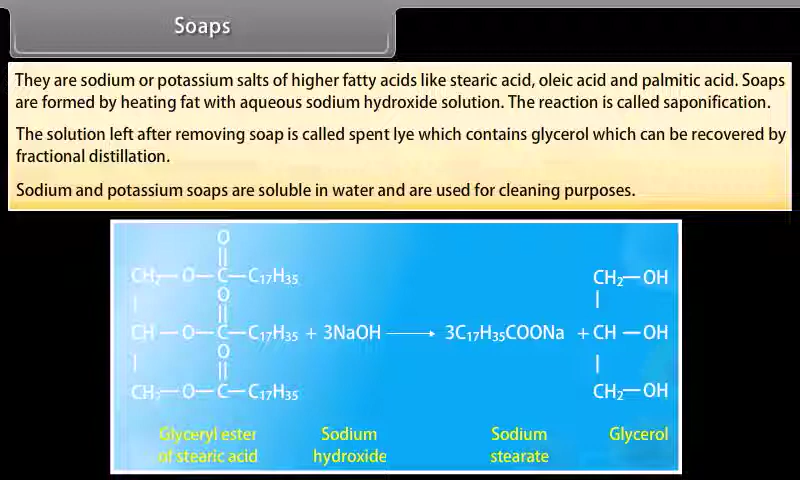 Soaps
They are sodium or potassium salts of higher fatty acids like stearic acid, oleic acid and palmitic acid. Soaps
are formed by heating fat with aqueous sodium hydroxide solution. The reaction is called saponification.
The solution left after removing soap is called spent lye which contains glycerol which can be recovered by
fractional distillation.
Sodium and potassium soaps are soluble in water and are used for cleaning purposes.
O
||
CH₂—O—C—C₁₇H₃₅ CH₂—OH
| O |
||
CH—O—C—C₁₇H₃₅ + 3NaOH ⟶ 3C₁₇H₃₅COONa + CH—OH
| O |
||
CH₂—O—C—C₁₇H₃₅ CH₂—OH
Glyceryl ester Sodium Sodium Glycerol
of stearic acid hydroxide stearate